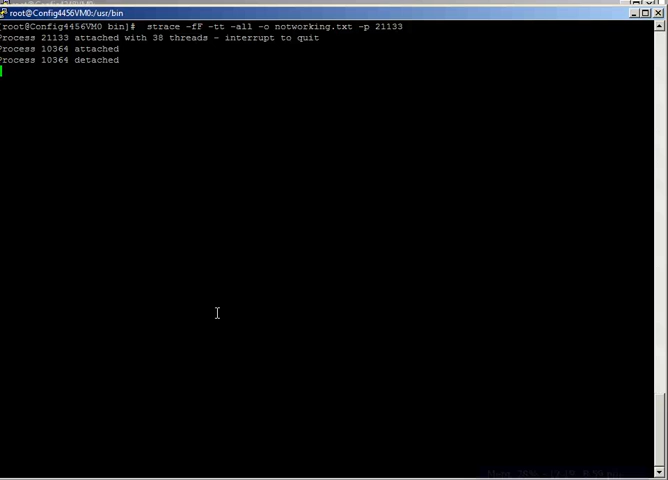 root@Config4456VM0:/usr/bin
[root@Config4456VM0 bin]# strace -fF -tt -all -o notworking.txt -p 21133
Process 21133 attached with 38 threads - interrupt to quit
Process 10364 attached
Process 10364 detached